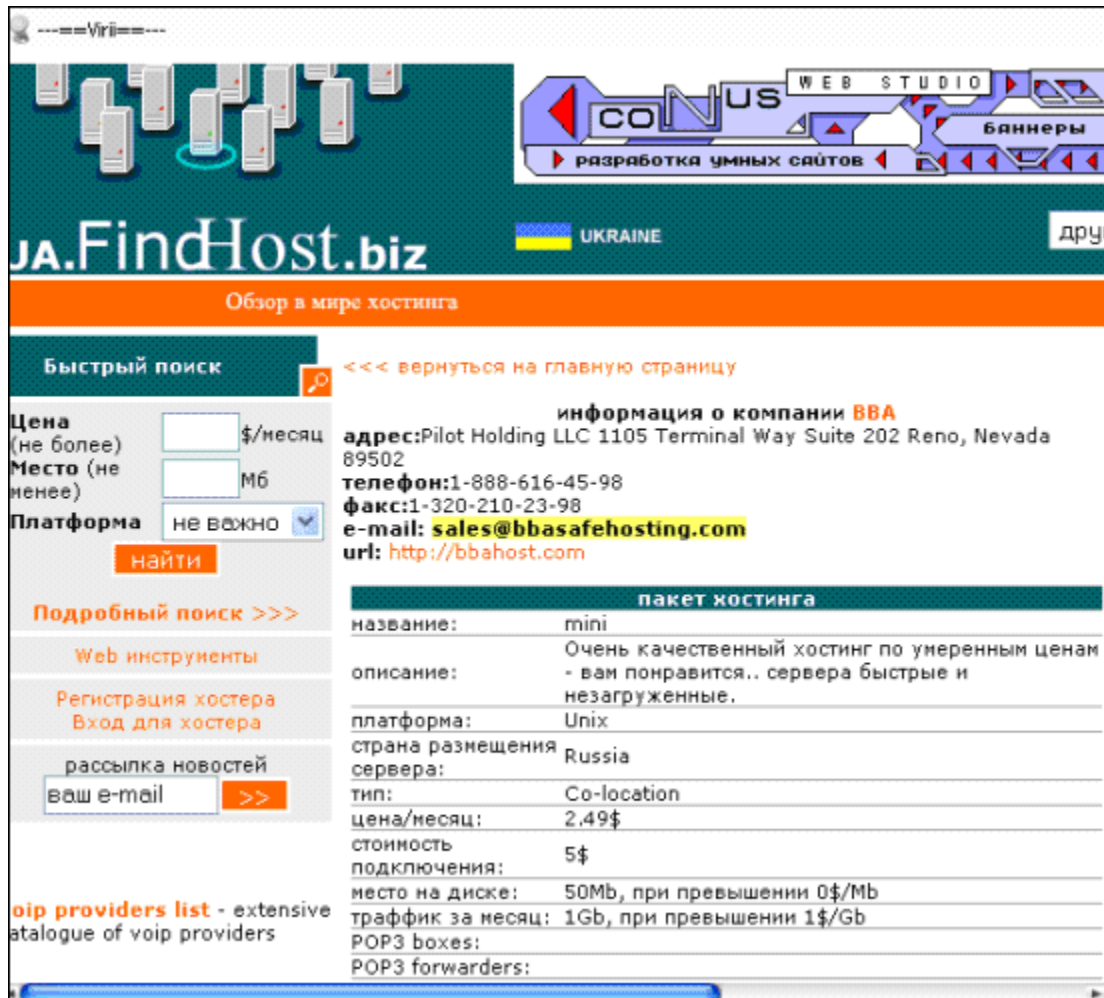 ---==Virii==---
CONUS WEB STUDIO
Баннеры
разработка умных сайтов
UA.FindHost.biz
UKRAINE
Обзор в мире хостинга
Быстрый поиск
Цена
(не более)
$/месяц
Место (не
менее)
Мб
Платформа
не важно
найти
Подробный поиск >>>
Web инструменты
Регистрация хостера
Вход для хостера
рассылка новостей
ваш e-mail
>>
voip providers list - extensive
catalogue of voip providers
<<< вернуться на главную страницу
информация о компании BBA
адрес:Pilot Holding LLC 1105 Terminal Way Suite 202 Reno, Nevada
89502
телефон:1-888-616-45-98
факс:1-320-210-23-98
e-mail: sales@bbasafehosting.com
url: http://bbahost.com
пакет хостинга
название: mini
описание: Очень качественный хостинг по умеренным ценам
- вам понравится.. сервера быстрые и
незагруженные.
платформа: Unix
страна размещения
сервера: Russia
тип: Co-location
цена/месяц: 2.49$
стоиность
подключения: 5$
место на диске: 50Mb, при превышении 0$/Mb
траффик за месяц: 1Gb, при превышении 1$/Gb
POP3 boxes:
POP3 forwarders: